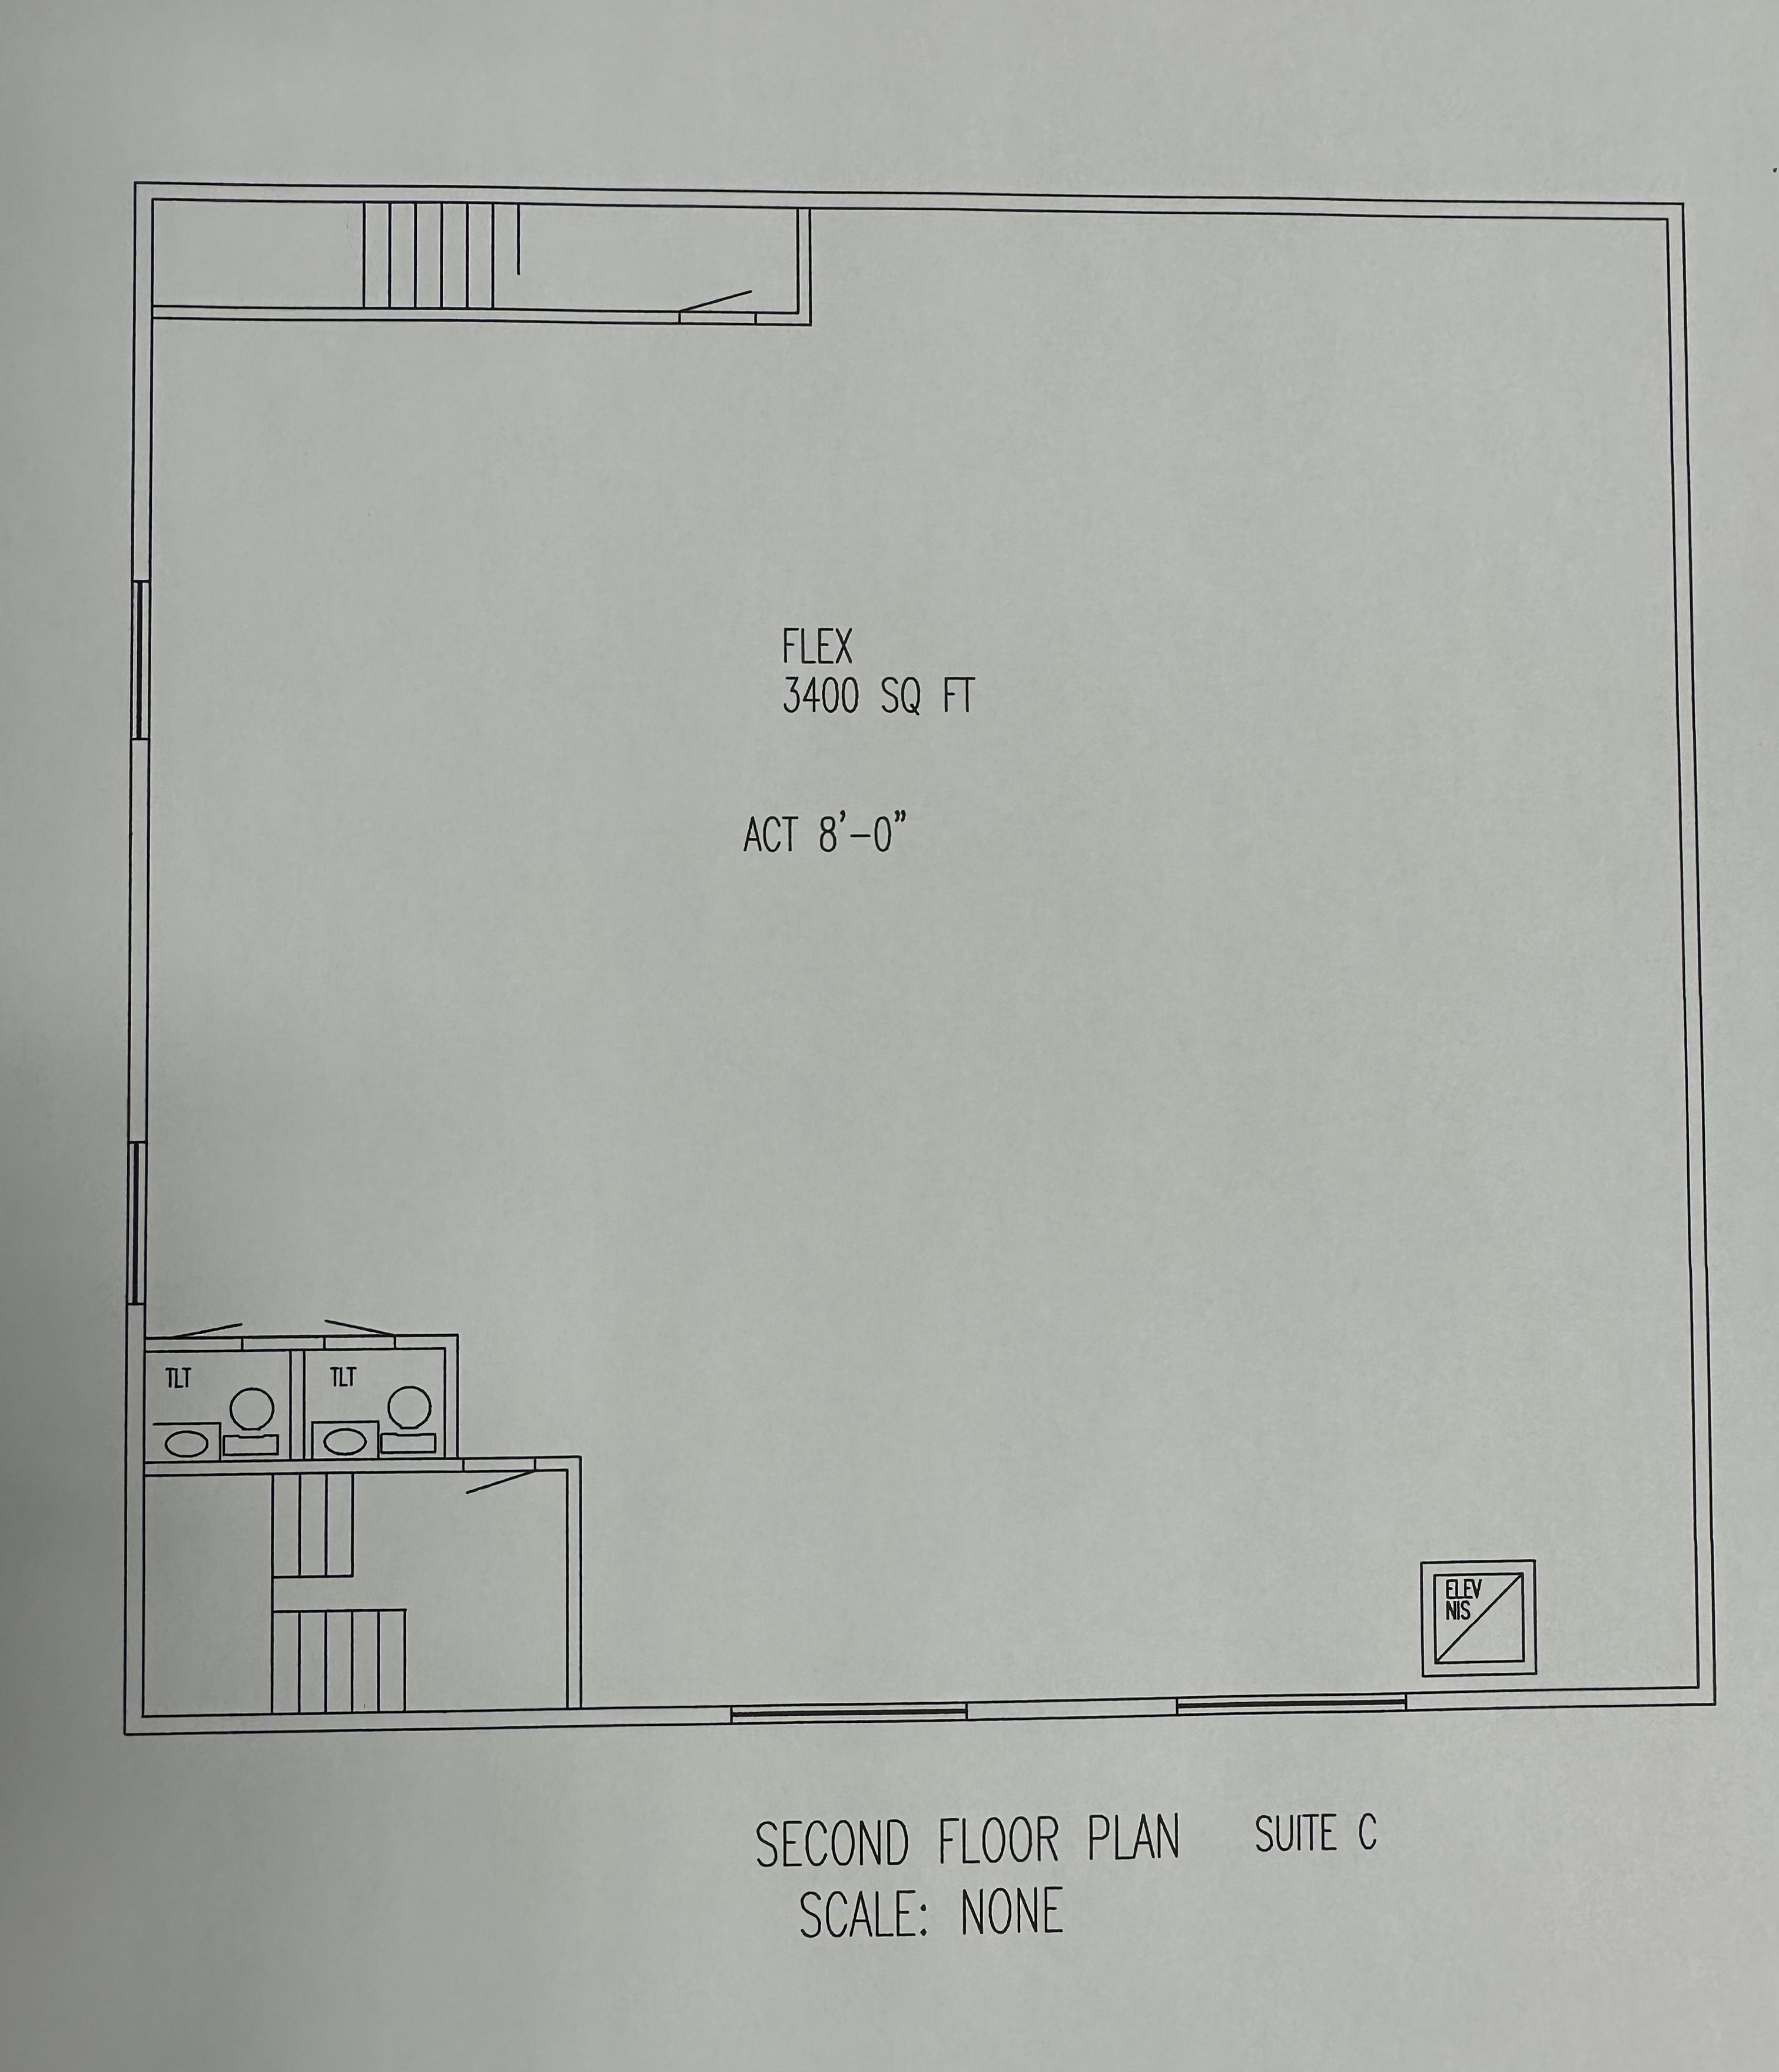 FLEX
3400 SQ FT
ACT 8'-0"
TLT
TLT
ELEV
NIS
SECOND FLOOR PLAN SUITE C
SCALE: NONE